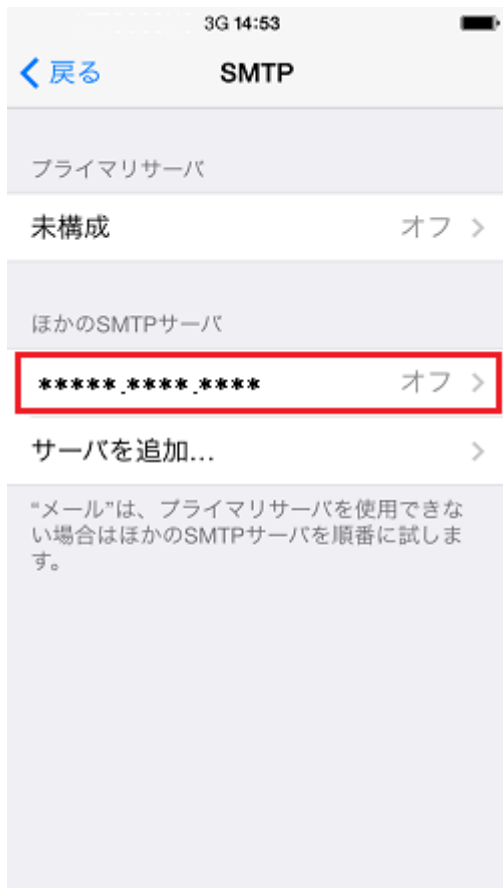 3G 14:53
戻る SMTP
プライマリサーバ
未構成 オフ
ほかのSMTPサーバ
*****.****.**** オフ
サーバを追加...
“メール”は、プライマリサーバを使用できな
い場合はほかのSMTPサーバを順番に試しま
す。